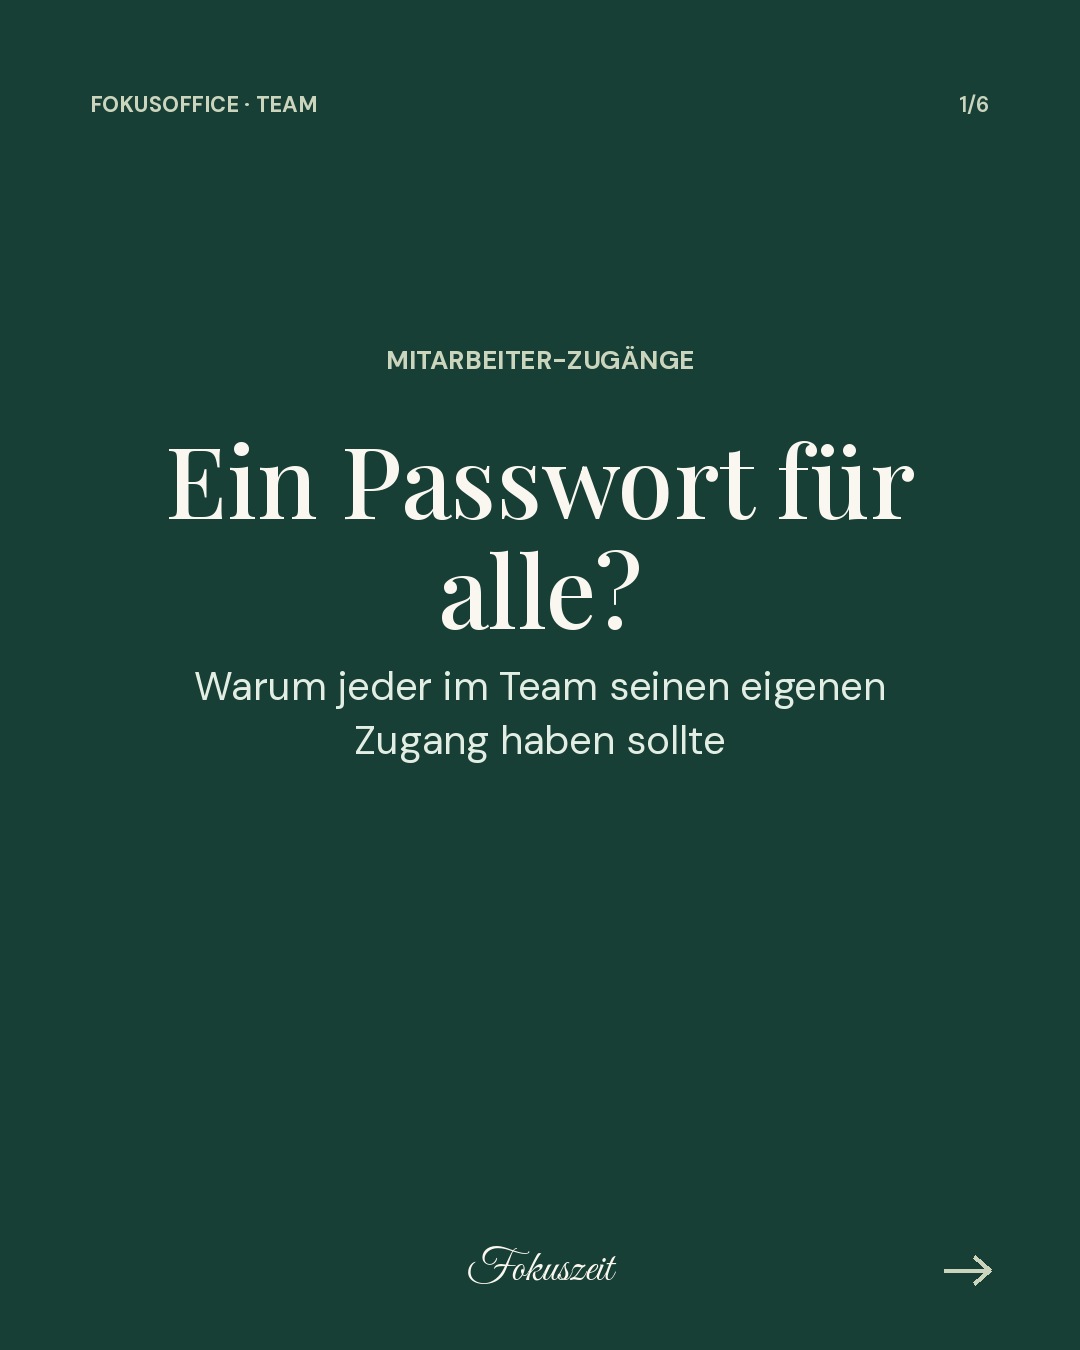 FOKUSOFFICE · TEAM
1/6
MITARBEITER-ZUGÄNGE
Ein Passwort für
alle?
Warum jeder im Team seinen eigenen
Zugang haben sollte
Fokuszeit